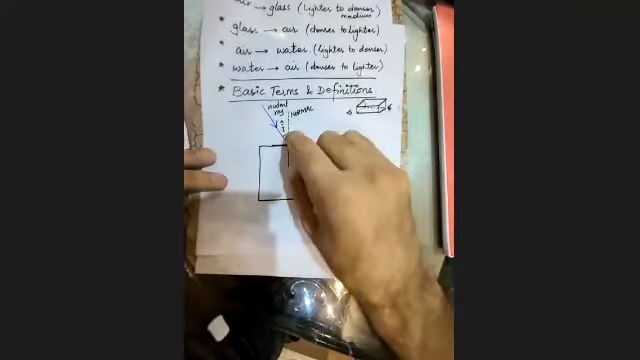 air → glass (lighter to denser medium)
* glass → air (denser to lighter)
* air → water (lighter to denser)
* water → air (denser to lighter)
* Basic Terms & Definitions
incident ray
NORMAL